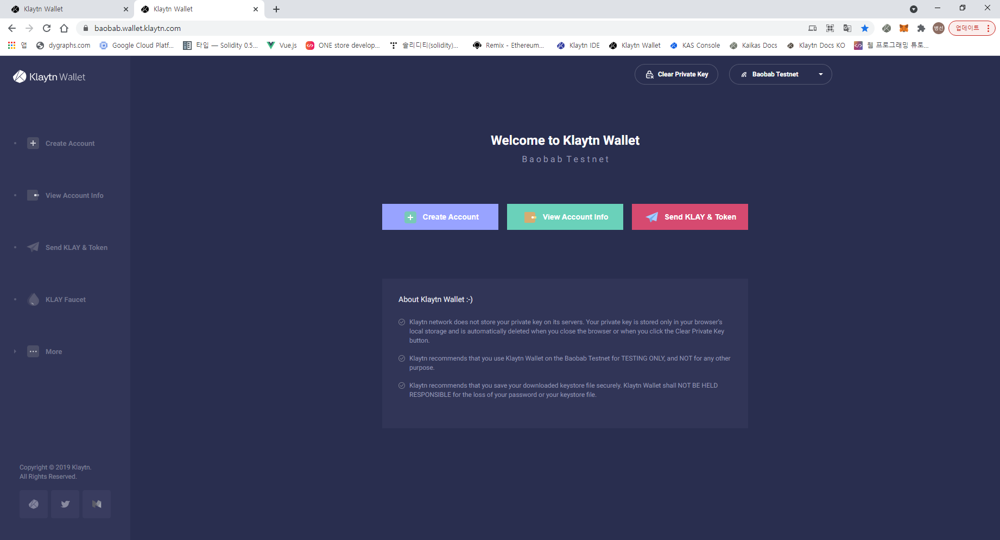 Klaytn Wallet
Klaytn Wallet
baobab.wallet.klaytn.com
병선
업데이트
앱
dygraphs.com
Google Cloud Platf...
타입 — Solidity 0.5...
Vue.js
ONE store develop...
솔리디티(solidity)...
Remix - Ethereum...
Klaytn IDE
Klaytn Wallet
KAS Console
Kaikas Docs
Klaytn Docs KO
웹 프로그래밍 튜토...
Klaytn Wallet
Clear Private Key
Baobab Testnet
Create Account
View Account Info
Send KLAY & Token
KLAY Faucet
More
Welcome to Klaytn Wallet
Baobab Testnet
Create Account
View Account Info
Send KLAY & Token
About Klaytn Wallet :-)
Klaytn network does not store your private key on its servers. Your private key is stored only in your browser's
local storage and is automatically deleted when you close the browser or when you click the Clear Private Key
button.
Klaytn recommends that you use Klaytn Wallet on the Baobab Testnet for TESTING ONLY, and NOT for any other
purpose.
Klaytn recommends that you save your downloaded keystore file securely. Klaytn Wallet shall NOT BE HELD
RESPONSIBLE for the loss of your password or your keystore file.
Copyright © 2019 Klaytn.
All Rights Reserved.